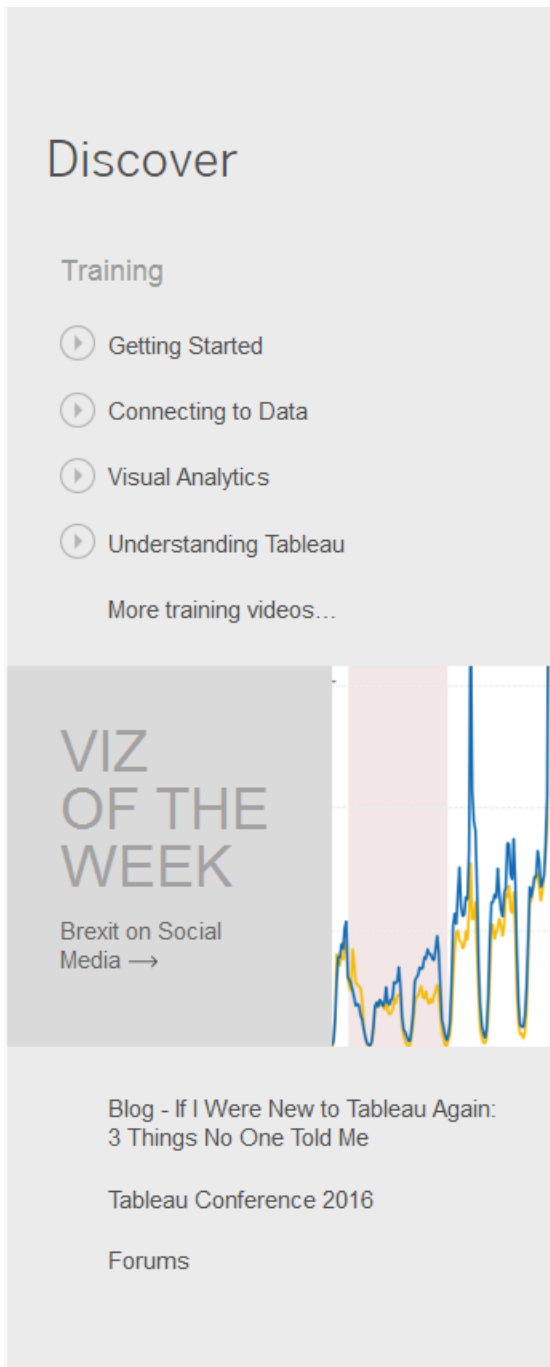 Discover
Training
Getting Started
Connecting to Data
Visual Analytics
Understanding Tableau
More training videos…
VIZ
OF THE
WEEK
Brexit on Social
Media ⟶
Blog - If I Were New to Tableau Again:
3 Things No One Told Me
Tableau Conference 2016
Forums